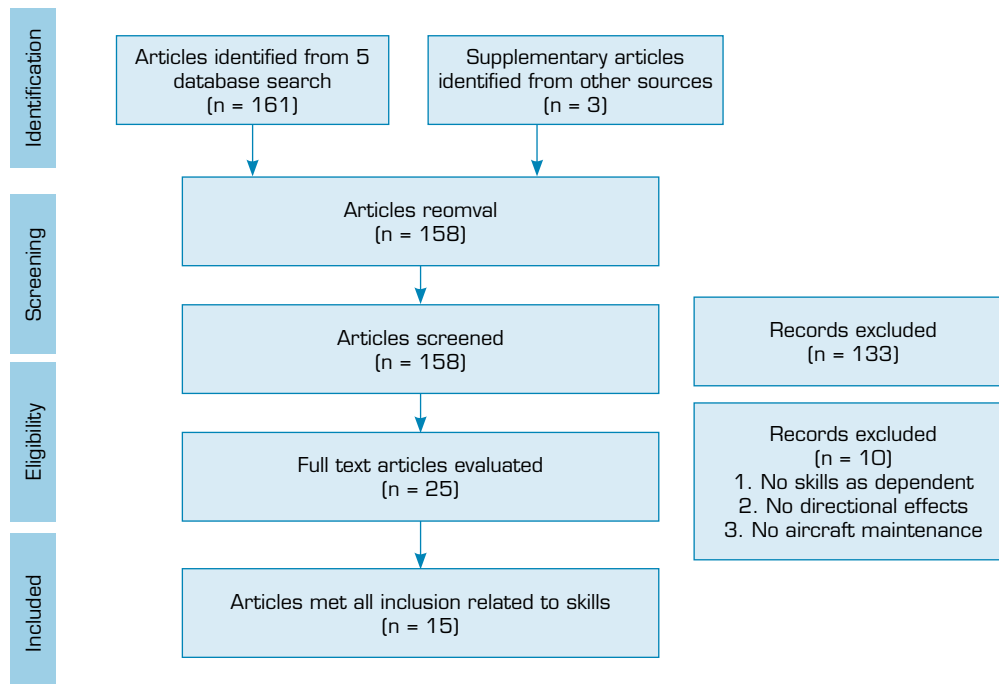 Identification
Articles identified from 5
database search
(n = 161)
Supplementary articles
identified from other sources
(n = 3)
Screening
Articles reomval
(n = 158)
Articles screened
(n = 158)
Records excluded
(n = 133)
Eligibility
Full text articles evaluated
(n = 25)
Records excluded
(n = 10)
1. No skills as dependent
2. No directional effects
3. No aircraft maintenance
Included
Articles met all inclusion related to skills
(n = 15)